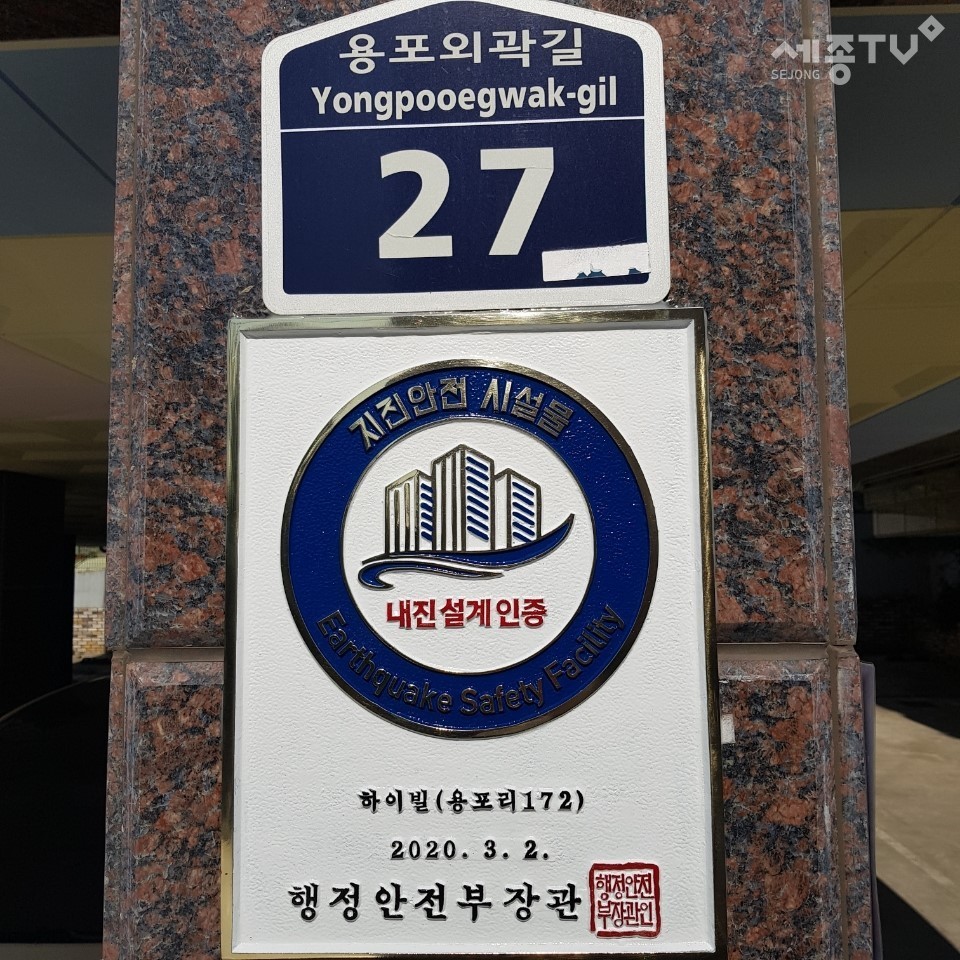 세종TV
SEJONG
용포외곽길
Yongpooegwak-gil
27
지진안전 시설물
내진설계인증
Earthquake Safety Facility
하이빌(용포리172)
2020. 3. 2.
행정안전부장관
행정안전
부장관인